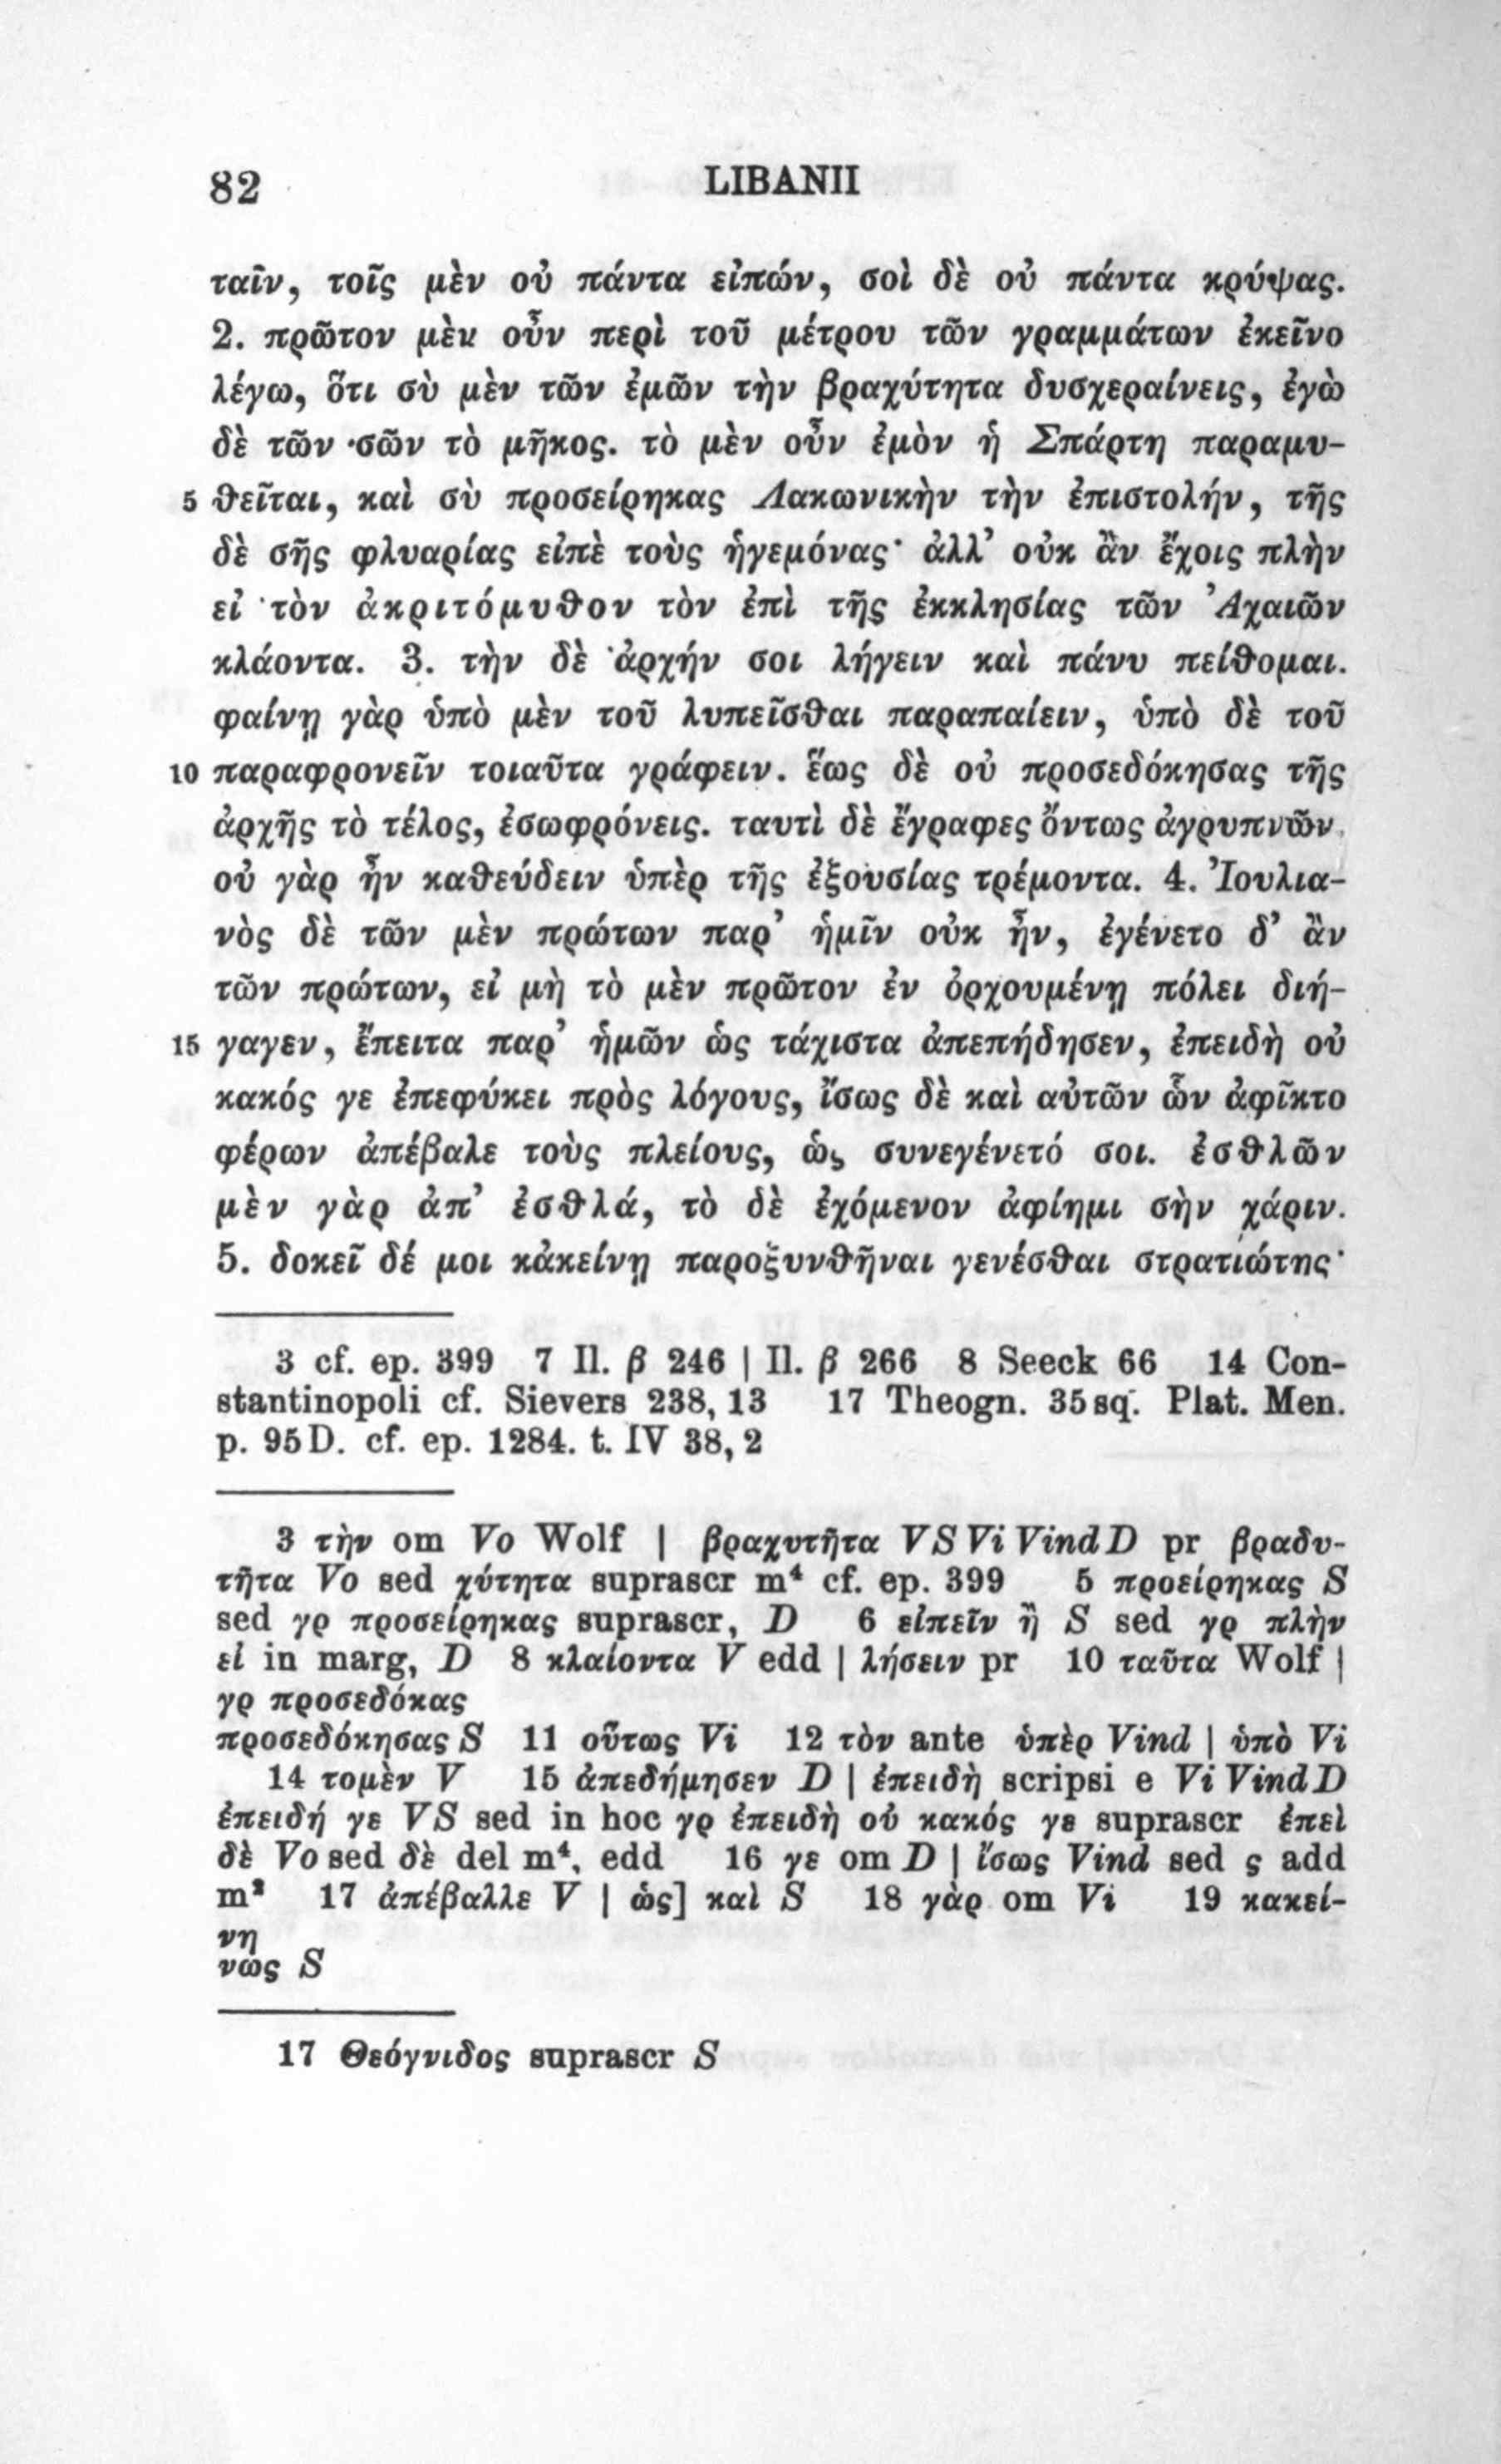 82
LIBANII
ταῖν, τοῖς μὲν οὐ πάντα εἰπών, σοὶ δὲ οὐ πάντα κρύψας.
2. πρῶτον μὲν οὖν περὶ τοῦ μέτρου τῶν γραμμάτων ἐκεῖνο
λέγω, ὅτι σὺ μὲν τῶν ἐμῶν τὴν βραχύτητα δυσχεραίνεις, ἐγὼ
δὲ τῶν σῶν τὸ μῆκος. τὸ μὲν οὖν ἐμὸν ἡ Σπάρτη παραμυ-
5 θεῖται, καὶ σὺ προσείρηκας Λακωνικὴν τὴν ἐπιστολήν, τῆς
δὲ σῆς φλυαρίας εἰπὲ τοὺς ἡγεμόνας· ἀλλ’ οὐκ ἂν ἔχοις πλὴν
εἰ τὸν ἀκριτόμυθον τὸν ἐπὶ τῆς ἐκκλησίας τῶν Ἀχαιῶν
κλάοντα. 3. τὴν δὲ ἀρχήν σοι λήγειν καὶ πάνυ πείθομαι.
φαίνῃ γὰρ ὑπὸ μὲν τοῦ λυπεῖσθαι παραπαίειν, ὑπὸ δὲ τοῦ
10 παραφρονεῖν τοιαῦτα γράφειν. ἕως δὲ οὐ προσεδόκησας τῆς
ἀρχῆς τὸ τέλος, ἐσωφρόνεις. ταυτὶ δὲ ἔγραφες ὄντως ἀγρυπνῶν.
οὐ γὰρ ἦν καθεύδειν ὑπὲρ τῆς ἐξουσίας τρέμοντα. 4. Ἰουλια-
νὸς δὲ τῶν μὲν πρώτων παρ’ ἡμῖν οὐκ ἦν, ἐγένετο δ’ ἂν
τῶν πρώτων, εἰ μὴ τὸ μὲν πρῶτον ἐν ὀρχουμένῃ πόλει διή-
15 γαγεν, ἔπειτα παρ’ ἡμῶν ὡς τάχιστα ἀπεπήδησεν, ἐπειδὴ οὐ
κακός γε ἐπεφύκει πρὸς λόγους, ἴσως δὲ καὶ αὐτῶν ὧν ἀφῖκτο
φέρων ἀπέβαλε τοὺς πλείους, ὡς συνεγένετό σοι. ἐσθλῶν
μὲν γὰρ ἀπ’ ἐσθλά, τὸ δὲ ἐχόμενον ἀφίημι σὴν χάριν.
5. δοκεῖ δέ μοι κἀκείνῃ παροξυνθῆναι γενέσθαι στρατιώτης·
3 cf. ep. 399 7 Il. β 246 | Il. β 266 8 Seeck 66 14 Con-
stantinopoli cf. Sievers 238, 13 17 Theogn. 35 sq. Plat. Men.
p. 95 D. cf. ep. 1284. t. IV 38, 2
3 τὴν om Vo Wolf | βραχυτῆτα V S Vi Vind D pr βραδυ-
τῆτα Vo sed χύτητα suprascr m⁴ cf. ep. 399 5 προείρηκας S
sed γρ προσείρηκας suprascr, D 6 εἰπεῖν ἢ S sed γρ πλὴν
εἰ in marg, D 8 κλαίοντα V edd | λήσειν pr 10 ταῦτα Wolf |
γρ προσεδόκας
προσεδόκησας S 11 οὕτως Vi 12 τὸν ante ὑπὲρ Vind | ὑπὸ Vi
14 τομὲν V 15 ἀπεδήμησεν D | ἐπειδὴ scripsi e Vi Vind D
ἐπειδή γε VS sed in hoc γρ ἐπειδὴ οὐ κακός γε suprascr ἐπεὶ
δὲ Vo sed δὲ del m⁴, edd 16 γε om D | ἴσως Vind sed ς add
m² 17 ἀπέβαλλε V | ὡς] καὶ S 18 γὰρ om Vi 19 κακεί-
νη
νως S
17 Θεόγνιδος suprascr S